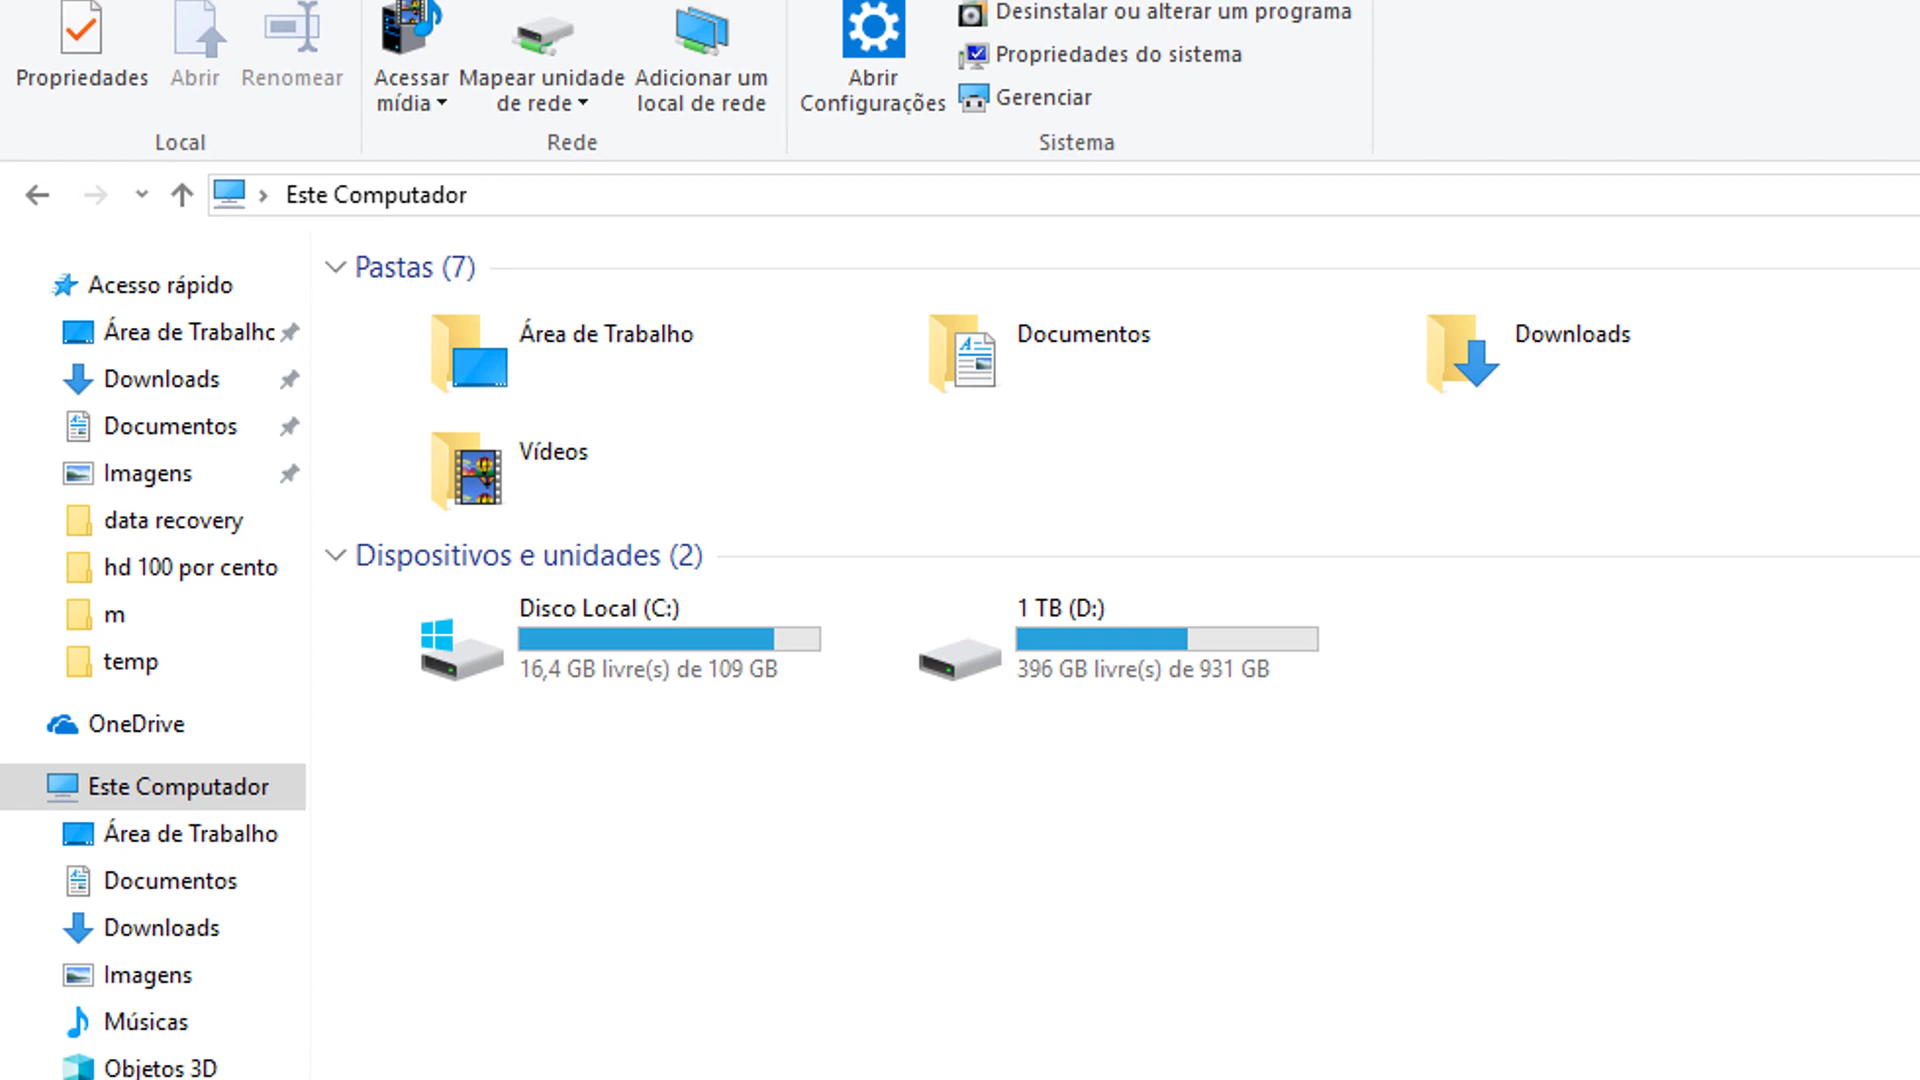 Propriedades
Abrir
Renomear
Local
Acessar
mídia
Mapear unidade
de rede
Adicionar um
local de rede
Rede
Abrir
Configurações
Desinstalar ou alterar um programa
Propriedades do sistema
Gerenciar
Sistema
Este Computador
Acesso rápido
Área de Trabalho
Downloads
Documentos
Imagens
data recovery
hd 100 por cento
m
temp
OneDrive
Este Computador
Área de Trabalho
Documentos
Downloads
Imagens
Músicas
Objetos 3D
Pastas (7)
Área de Trabalho
Documentos
Downloads
Vídeos
Dispositivos e unidades (2)
Disco Local (C:)
16,4 GB livre(s) de 109 GB
1 TB (D:)
396 GB livre(s) de 931 GB